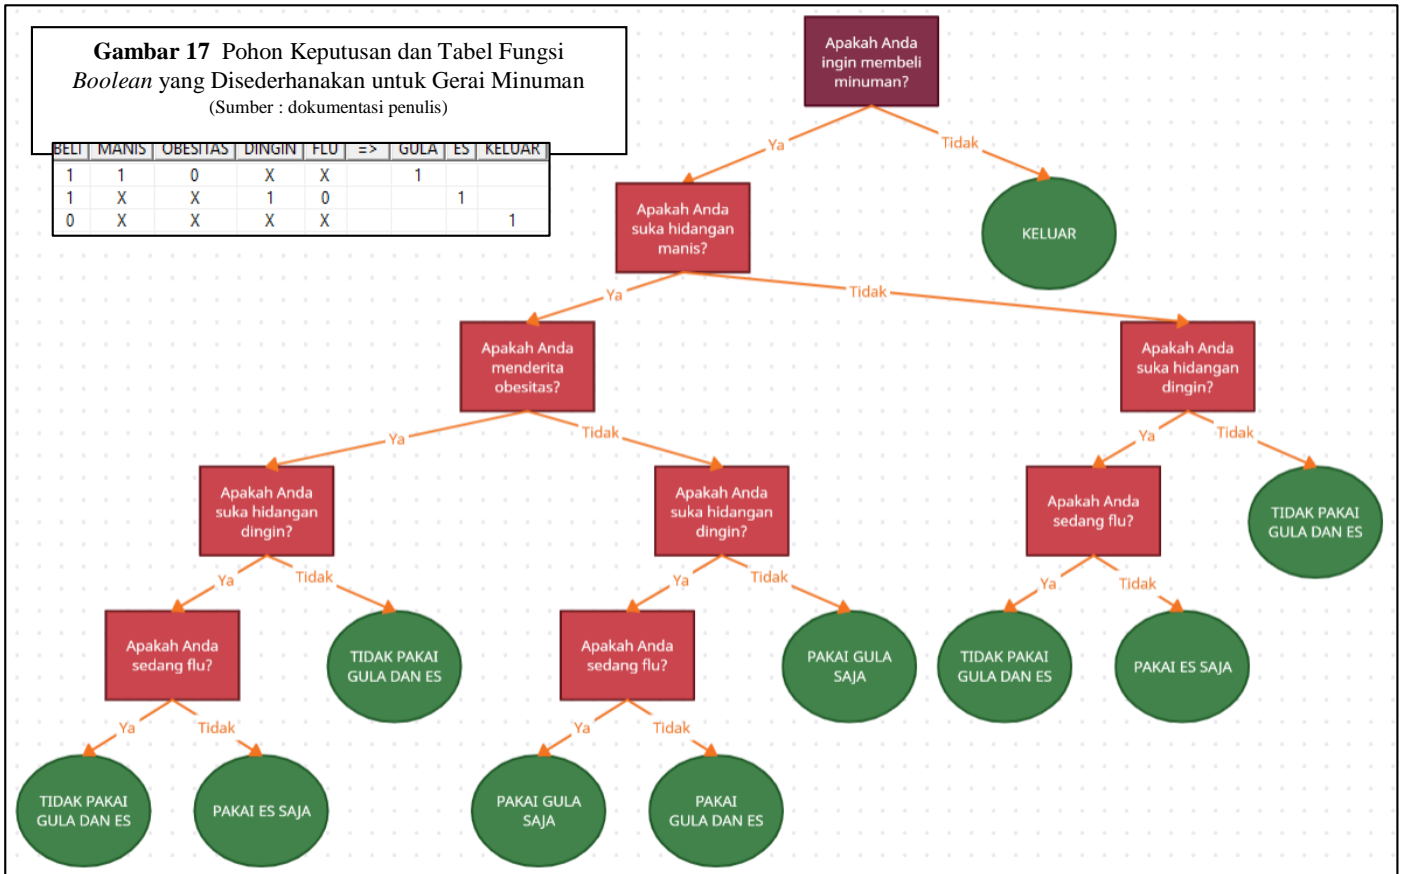 Gambar 17 Pohon Keputusan dan Tabel Fungsi
Boolean yang Disederhanakan untuk Gerai Minuman
(Sumber : dokumentasi penulis)
BELI MANIS OBESITAS DINGIN FLU => GULA ES KELUAR
1 1 0 X X 1
1 X X 1 0 1
0 X X X X 1
Apakah Anda
ingin membeli
minuman?
Ya
Tidak
Apakah Anda
suka hidangan
manis?
KELUAR
Ya
Tidak
Apakah Anda
menderita
obesitas?
Apakah Anda
suka hidangan
dingin?
Ya
Tidak
Ya
Tidak
Apakah Anda
suka hidangan
dingin?
Apakah Anda
suka hidangan
dingin?
Apakah Anda
sedang flu?
TIDAK PAKAI
GULA DAN ES
Ya
Tidak
Ya
Tidak
Ya
Tidak
Apakah Anda
sedang flu?
TIDAK PAKAI
GULA DAN ES
Apakah Anda
sedang flu?
PAKAI GULA
SAJA
TIDAK PAKAI
GULA DAN ES
PAKAI ES SAJA
Ya
Tidak
Ya
Tidak
TIDAK PAKAI
GULA DAN ES
PAKAI ES SAJA
PAKAI GULA
SAJA
PAKAI
GULA DAN ES